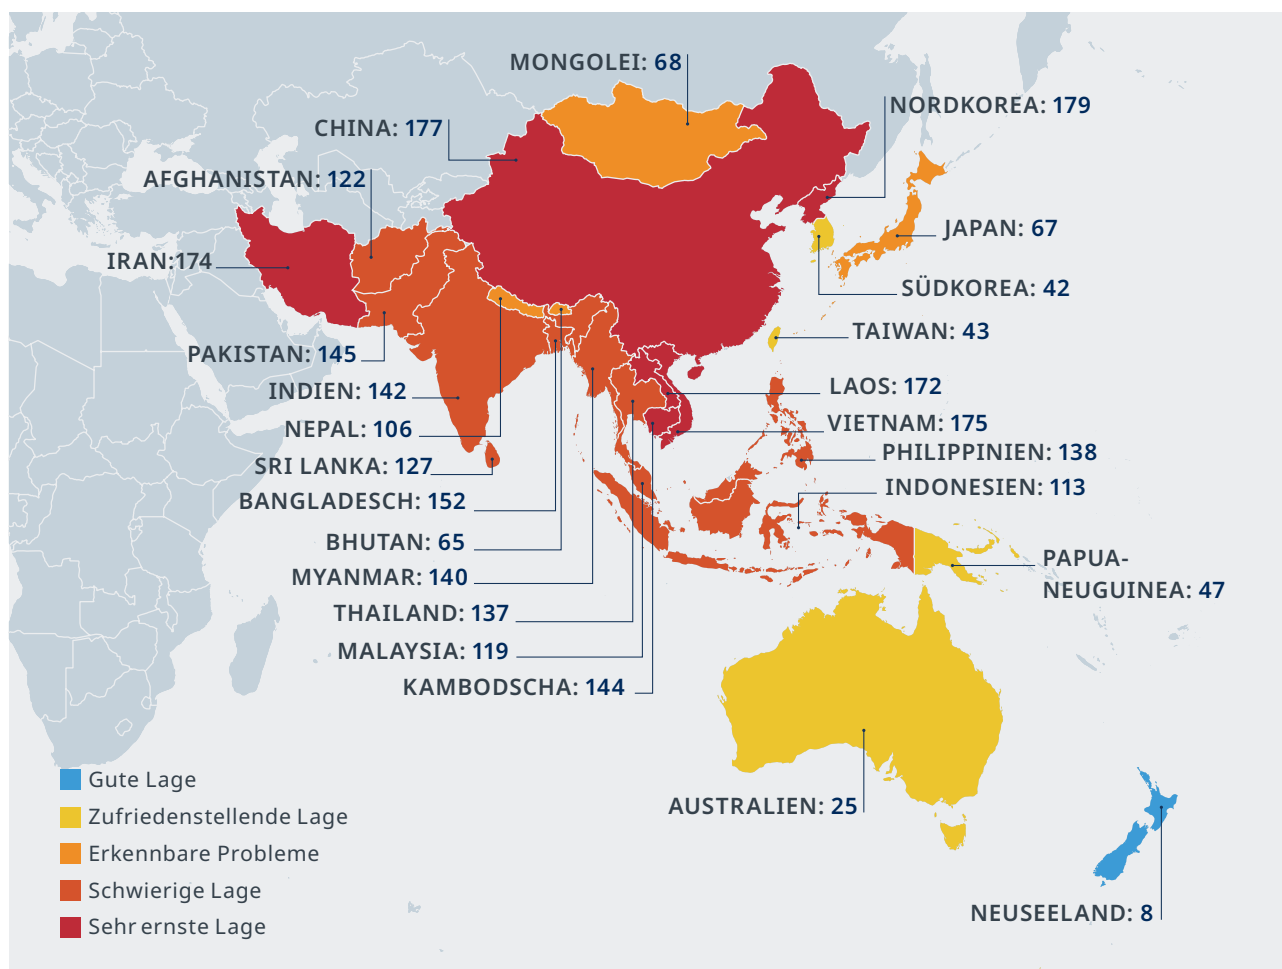 MONGOLEI: 68
NORDKOREA: 179
CHINA: 177
AFGHANISTAN: 122
JAPAN: 67
IRAN:174
SÜDKOREA: 42
TAIWAN: 43
PAKISTAN: 145
INDIEN: 142
LAOS: 172
NEPAL: 106
VIETNAM: 175
PHILIPPINIEN: 138
SRI LANKA: 127
INDONESIEN: 113
BANGLADESCH: 152
BHUTAN: 65
PAPUA-
NEUGUINEA: 47
MYANMAR: 140
THAILAND: 137
MALAYSIA: 119
KAMBODSCHA: 144
Gute Lage
Zufriedenstellende Lage
Erkennbare Probleme
Schwierige Lage
Sehr ernste Lage
AUSTRALIEN: 25
NEUSEELAND: 8